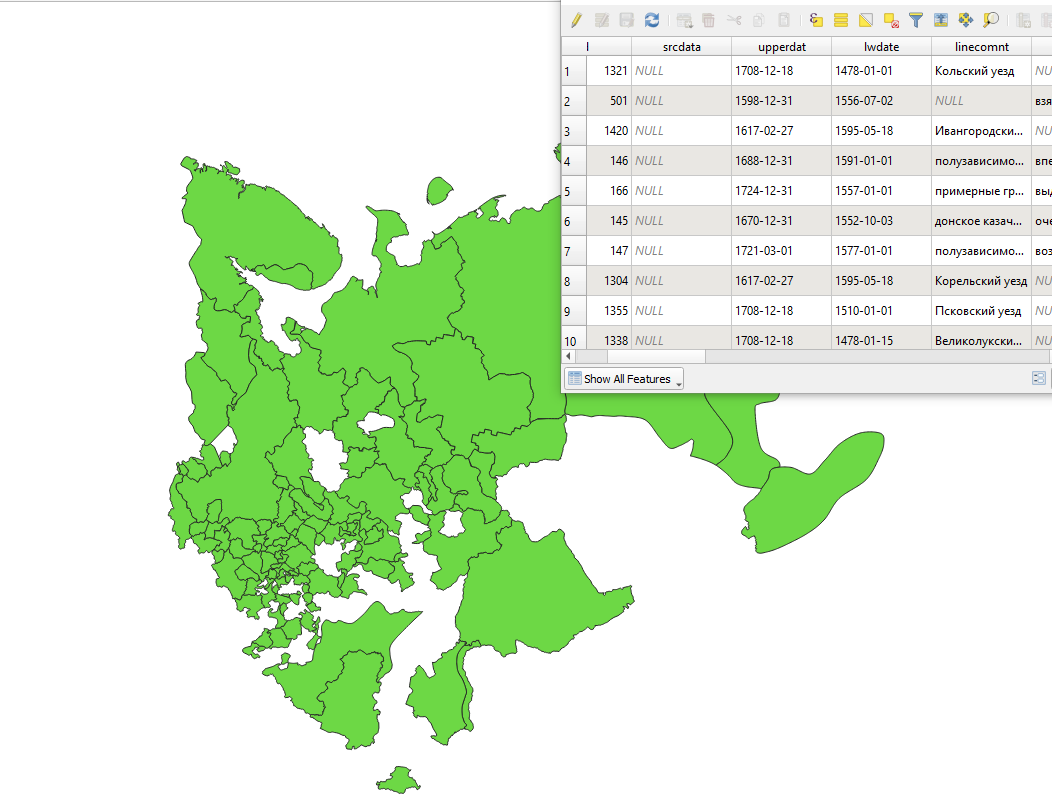 l srcdata upperdat lwdate linecomnt
1 1321 NULL 1708-12-18 1478-01-01 Кольский уезд NU
2 501 NULL 1598-12-31 1556-07-02 NULL взя
3 1420 NULL 1617-02-27 1595-05-18 Ивангородски... NU
4 146 NULL 1688-12-31 1591-01-01 полузависимо... впе
5 166 NULL 1724-12-31 1557-01-01 примерные гр... выд
6 145 NULL 1670-12-31 1552-10-03 донское казач... оче
7 147 NULL 1721-03-01 1577-01-01 полузависимо... воз
8 1304 NULL 1617-02-27 1595-05-18 Корельский уезд NU
9 1355 NULL 1708-12-18 1510-01-01 Псковский уезд NU
10 1338 NULL 1708-12-18 1478-01-15 Великолукски... NU
Show All Features